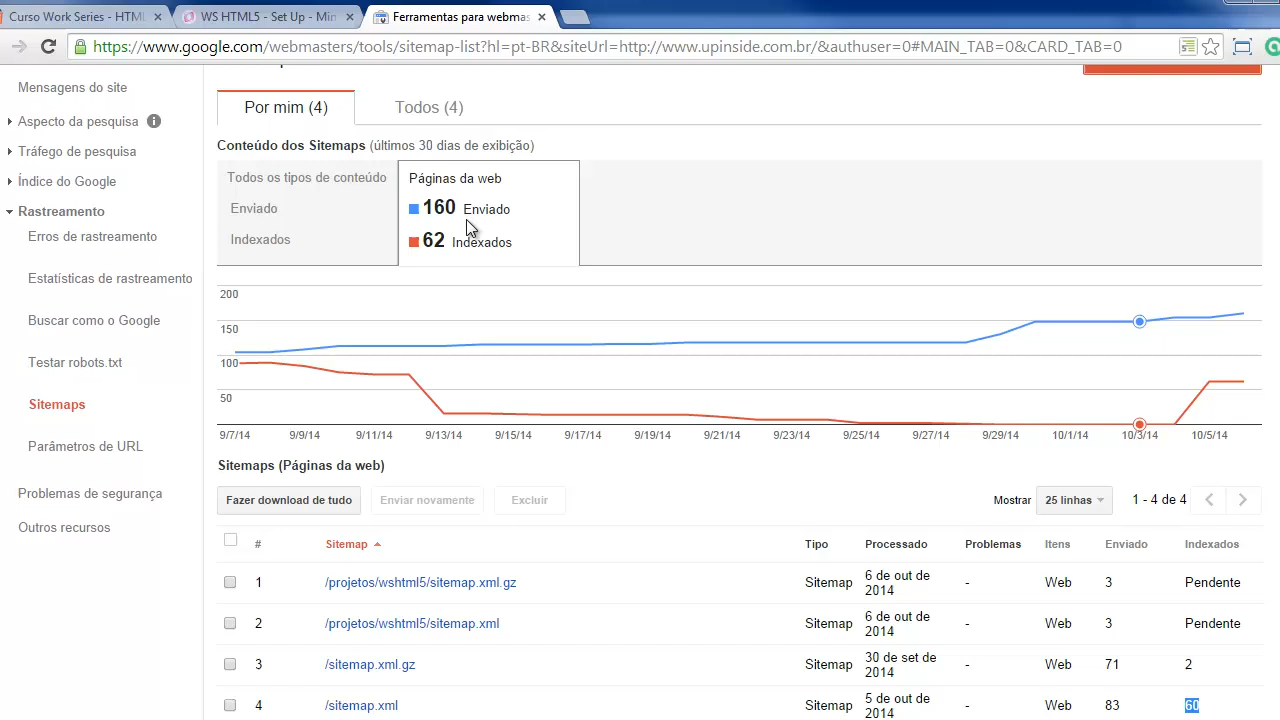 Curso Work Series - HTML
WS HTML5 - Set Up - Min
Ferramentas para webmas
https://www.google.com/webmasters/tools/sitemap-list?hl=pt-BR&siteUrl=http://www.upinside.com.br/&authuser=0#MAIN_TAB=0&CARD_TAB=0
Mensagens do site
Aspecto da pesquisa i
Tráfego de pesquisa
Índice do Google
Rastreamento
Erros de rastreamento
Estatísticas de rastreamento
Buscar como o Google
Testar robots.txt
Sitemaps
Parâmetros de URL
Problemas de segurança
Outros recursos
Por mim (4) Todos (4)
Conteúdo dos Sitemaps (últimos 30 dias de exibição)
Todos os tipos de conteúdo
Enviado
Indexados
Páginas da web
160 Enviado
62 Indexados
200
150
100
50
9/7/14 9/9/14 9/11/14 9/13/14 9/15/14 9/17/14 9/19/14 9/21/14 9/23/14 9/25/14 9/27/14 9/29/14 10/1/14 10/3/14 10/5/14
Sitemaps (Páginas da web)
Fazer download de tudo Enviar novamente Excluir Mostrar 25 linhas 1 - 4 de 4
# Sitemap Tipo Processado Problemas Itens Enviado Indexados
1 /projetos/wshtml5/sitemap.xml.gz Sitemap 6 de out de 2014 - Web 3 Pendente
2 /projetos/wshtml5/sitemap.xml Sitemap 6 de out de 2014 - Web 3 Pendente
3 /sitemap.xml.gz Sitemap 30 de set de 2014 - Web 71 2
4 /sitemap.xml Sitemap 5 de out de 2014 - Web 83 60